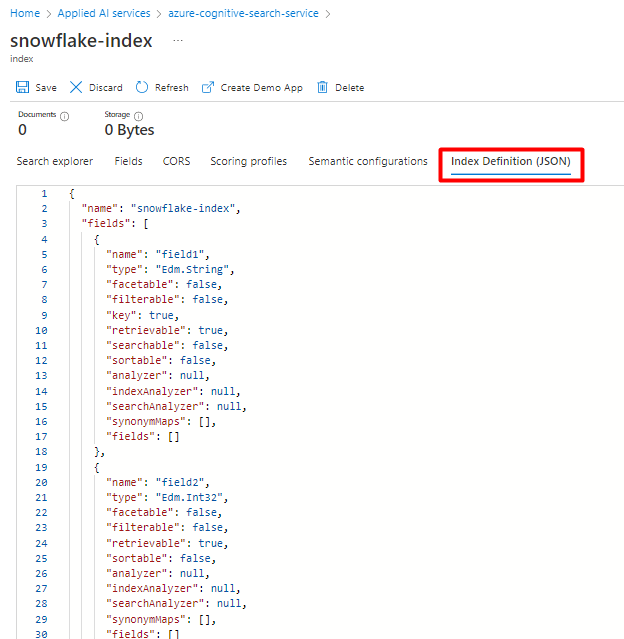 Home > Applied AI services > azure-cognitive-search-service >
snowflake-index ...
index
Save Discard Refresh Create Demo App Delete
Documents Storage
0 0 Bytes
Search explorer Fields CORS Scoring profiles Semantic configurations Index Definition (JSON)
1 {
2 "name": "snowflake-index",
3 "fields": [
4 {
5 "name": "field1",
6 "type": "Edm.String",
7 "facetable": false,
8 "filterable": false,
9 "key": true,
10 "retrievable": true,
11 "searchable": false,
12 "sortable": false,
13 "analyzer": null,
14 "indexAnalyzer": null,
15 "searchAnalyzer": null,
16 "synonymMaps": [],
17 "fields": []
18 },
19 {
20 "name": "field2",
21 "type": "Edm.Int32",
22 "facetable": false,
23 "filterable": false,
24 "retrievable": true,
25 "sortable": false,
26 "analyzer": null,
27 "indexAnalyzer": null,
28 "searchAnalyzer": null,
29 "synonymMaps": [],
30 "fields": []